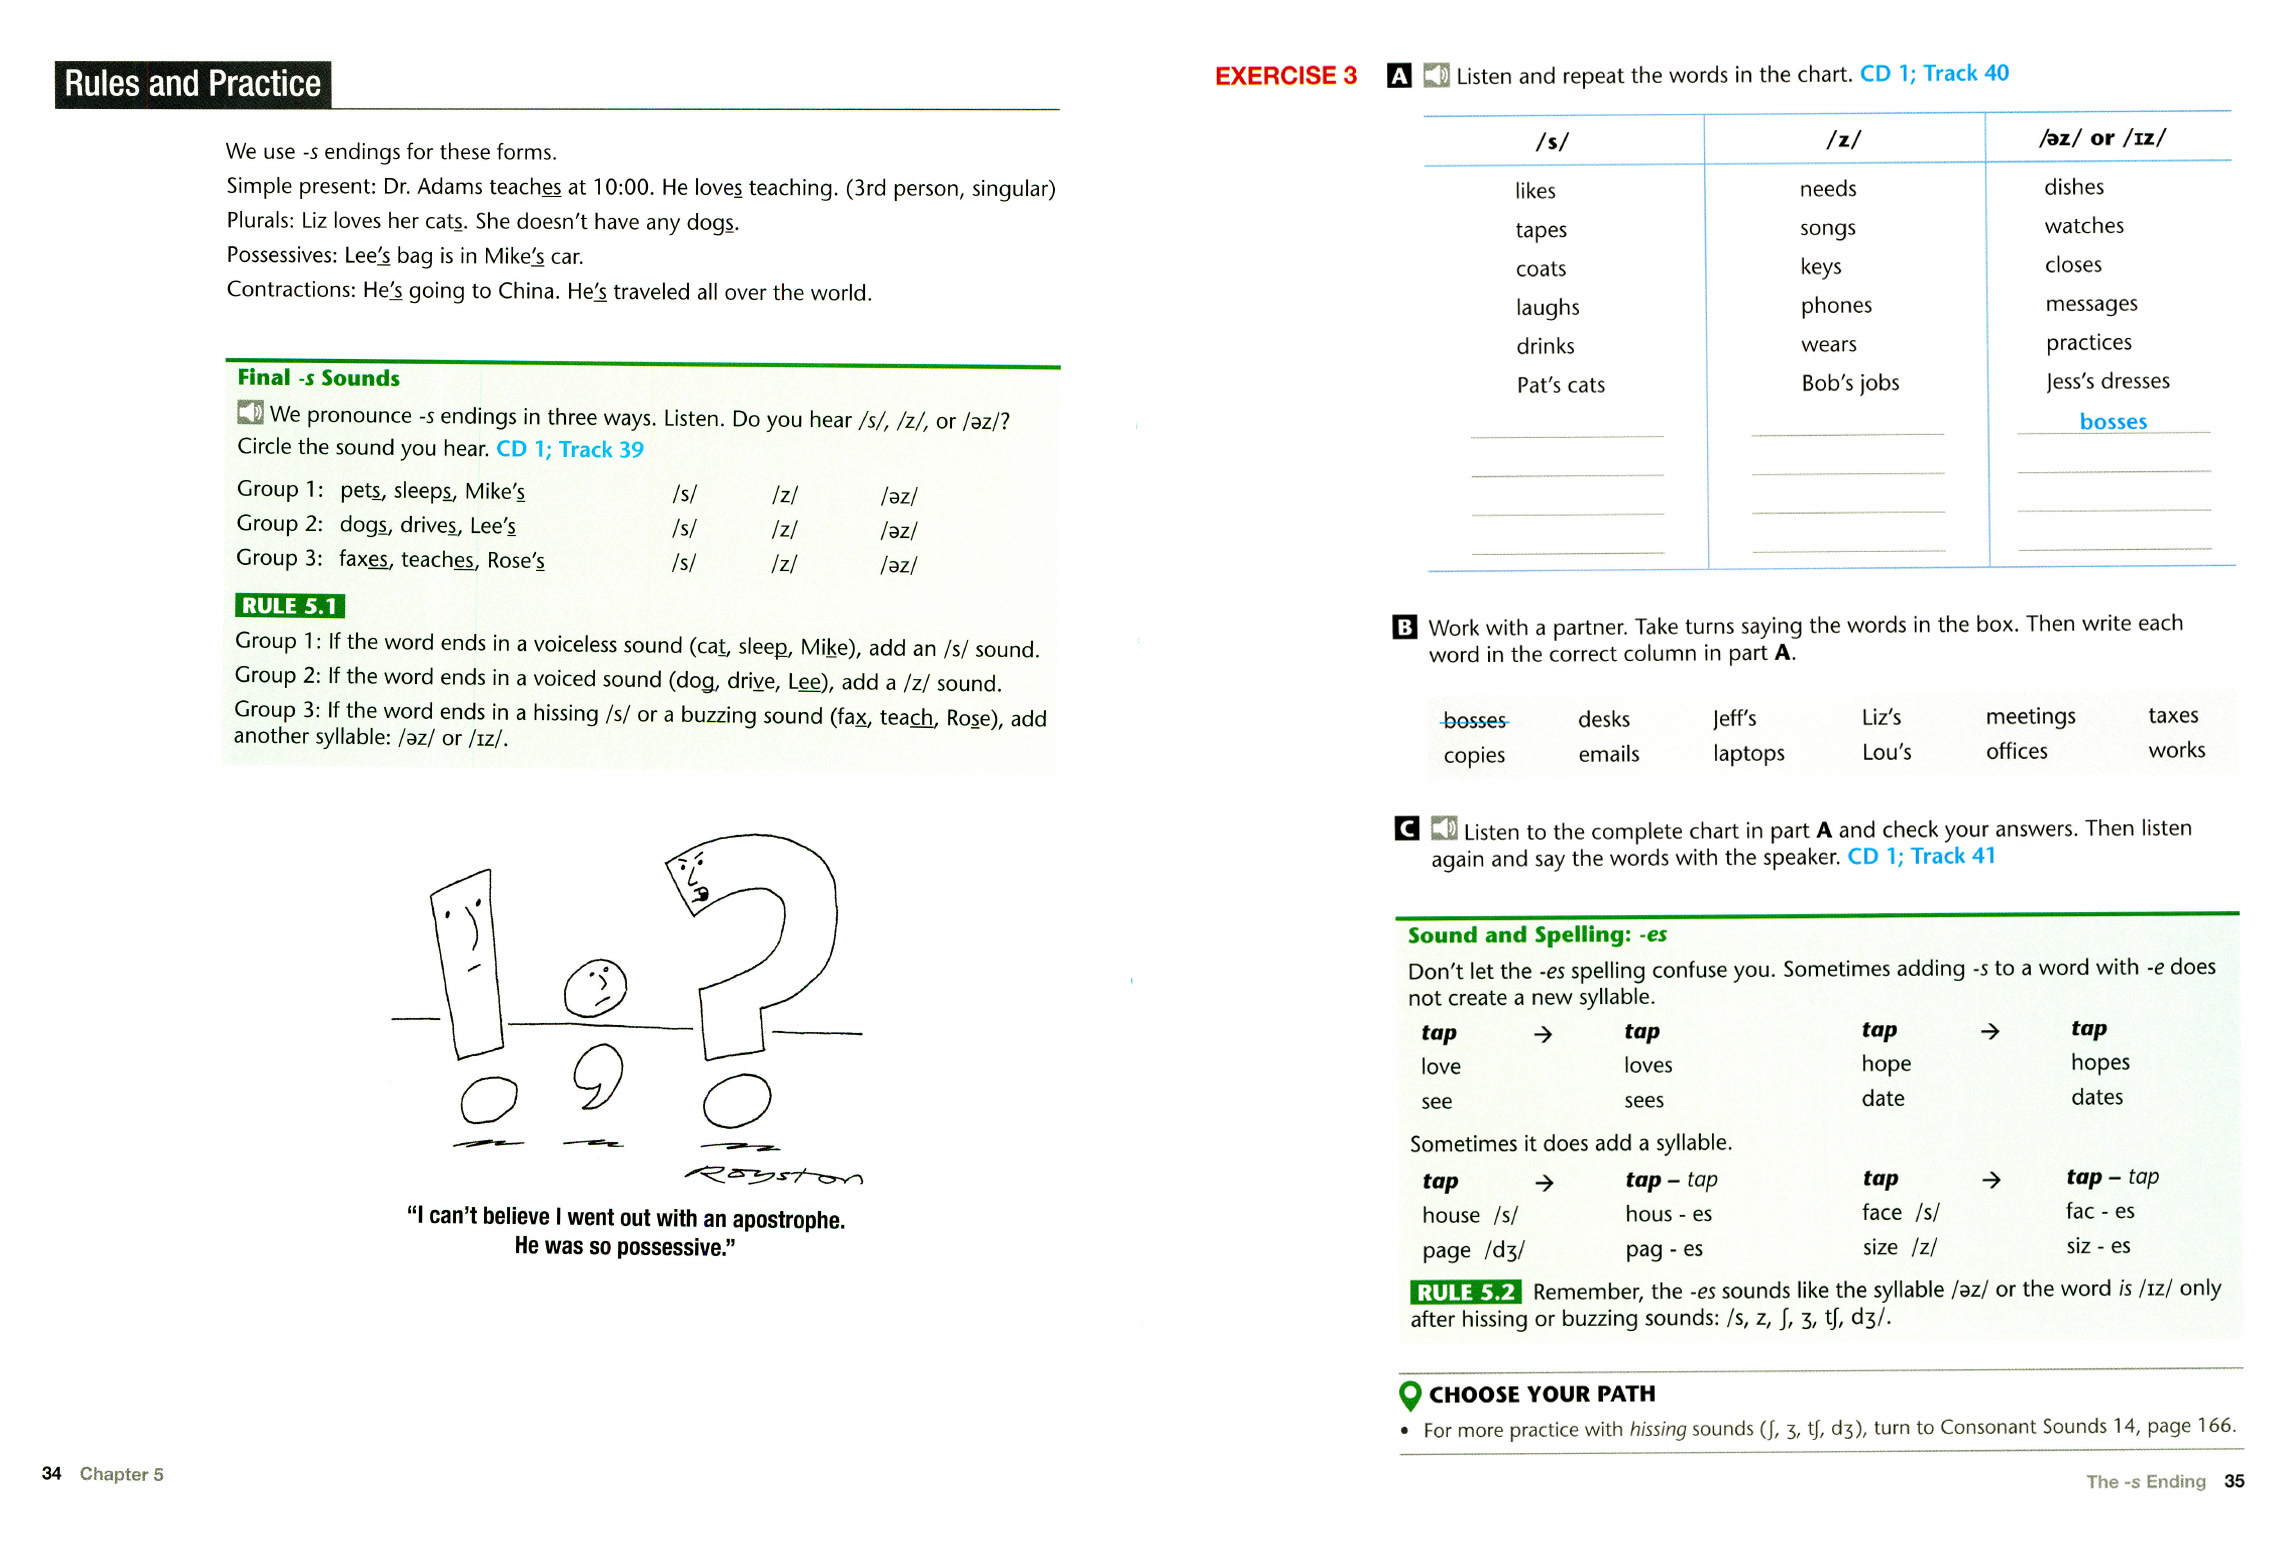 Rules and Practice
We use -s endings for these forms.
Simple present: Dr. Adams teaches at 10:00. He loves teaching. (3rd person, singular)
Plurals: Liz loves her cats. She doesn't have any dogs.
Possessives: Lee's bag is in Mike's car.
Contractions: He's going to China. He's traveled all over the world.
Final -s Sounds
We pronounce -s endings in three ways. Listen. Do you hear /s/, /z/, or /əz/?
Circle the sound you hear. CD 1; Track 39
Group 1: pets, sleeps, Mike's /s/ /z/ /əz/
Group 2: dogs, drives, Lee's /s/ /z/ /əz/
Group 3: faxes, teaches, Rose's /s/ /z/ /əz/
RULE 5.1
Group 1: If the word ends in a voiceless sound (cat, sleep, Mike), add an /s/ sound.
Group 2: If the word ends in a voiced sound (dog, drive, Lee), add a /z/ sound.
Group 3: If the word ends in a hissing /s/ or a buzzing sound (fax, teach, Rose), add
another syllable: /əz/ or /ɪz/.
Royston
"I can't believe I went out with an apostrophe.
He was so possessive."
34 Chapter 5
EXERCISE 3 A Listen and repeat the words in the chart. CD 1; Track 40
/s/ /z/ /əz/ or /ɪz/
likes needs dishes
tapes songs watches
coats keys closes
laughs phones messages
drinks wears practices
Pat's cats Bob's jobs Jess's dresses
bosses
B Work with a partner. Take turns saying the words in the box. Then write each
word in the correct column in part A.
bosses desks Jeff's Liz's meetings taxes
copies emails laptops Lou's offices works
C Listen to the complete chart in part A and check your answers. Then listen
again and say the words with the speaker. CD 1; Track 41
Sound and Spelling: -es
Don't let the -es spelling confuse you. Sometimes adding -s to a word with -e does
not create a new syllable.
tap → tap tap → tap
love loves hope hopes
see sees date dates
Sometimes it does add a syllable.
tap → tap – tap tap → tap – tap
house /s/ hous - es face /s/ fac - es
page /dʒ/ pag - es size /z/ siz - es
RULE 5.2 Remember, the -es sounds like the syllable /əz/ or the word is /ɪz/ only
after hissing or buzzing sounds: /s, z, ʃ, ʒ, tʃ, dʒ/.
CHOOSE YOUR PATH
• For more practice with hissing sounds (ʃ, ʒ, tʃ, dʒ), turn to Consonant Sounds 14, page 166.
The -s Ending 35